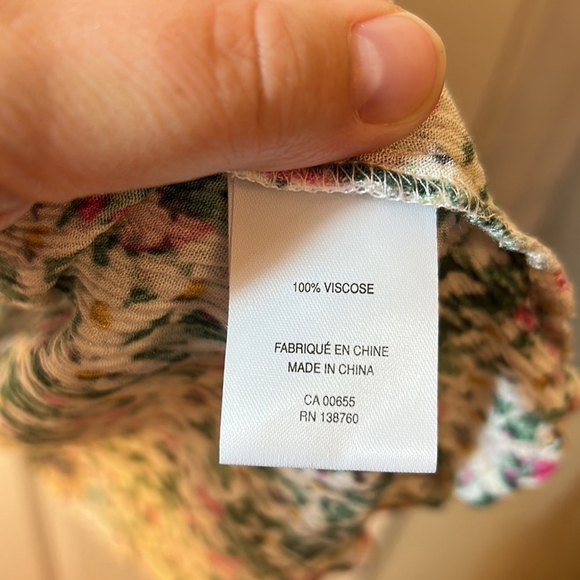 100% VISCOSE
FABRIQUÉ EN CHINE
MADE IN CHINA
CA 00655
RN 138760